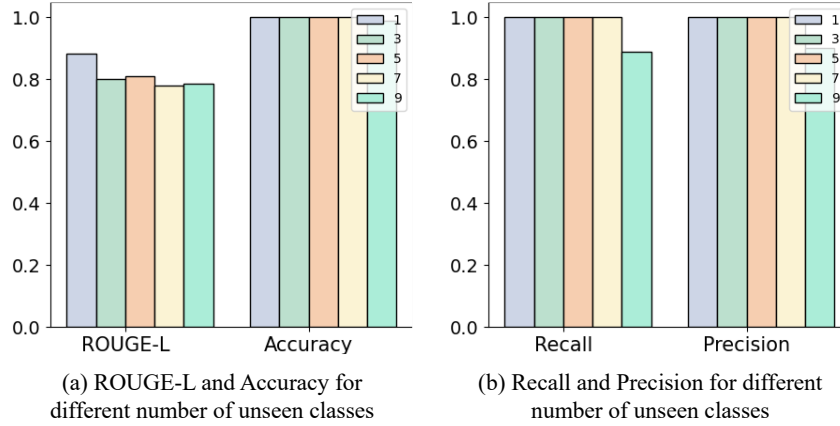 1.0
0.8
0.6
0.4
0.2
0.0
ROUGE-L
Accuracy
1
3
5
7
9
(a) ROUGE-L and Accuracy for
different number of unseen classes
1.0
0.8
0.6
0.4
0.2
0.0
Recall
Precision
1
3
5
7
9
(b) Recall and Precision for different
number of unseen classes